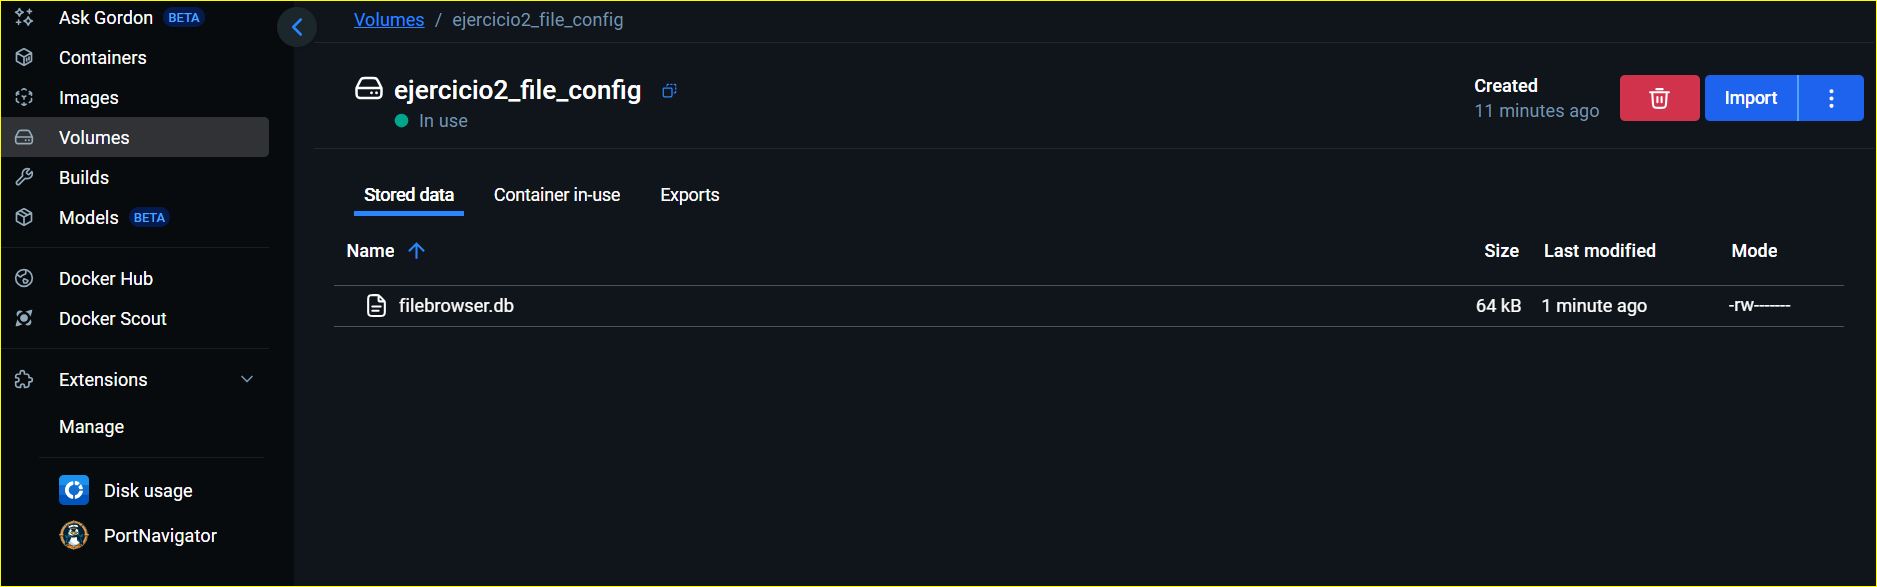 Ask Gordon BETA
Containers
Images
Volumes
Builds
Models BETA
Docker Hub
Docker Scout
Extensions
Manage
Disk usage
PortNavigator
Volumes / ejercicio2_file_config
ejercicio2_file_config
In use
Created
11 minutes ago
Import
Stored data Container in-use Exports
Name Size Last modified Mode
filebrowser.db 64 kB 1 minute ago -rw-------